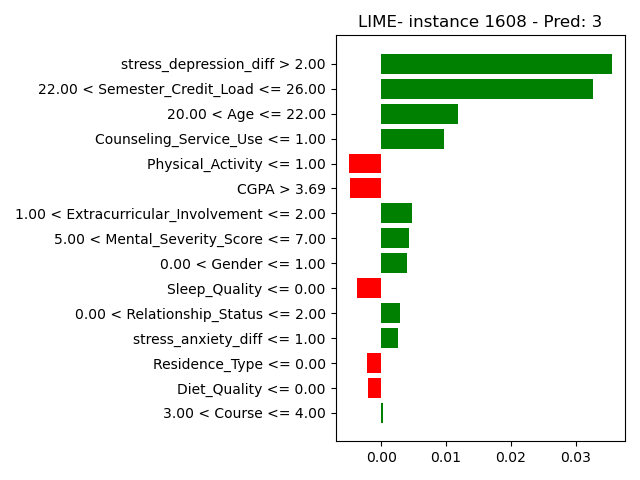 LIME- instance 1608 - Pred: 3
stress_depression_diff > 2.00
22.00 < Semester_Credit_Load <= 26.00
20.00 < Age <= 22.00
Counseling_Service_Use <= 1.00
Physical_Activity <= 1.00
CGPA > 3.69
1.00 < Extracurricular_Involvement <= 2.00
5.00 < Mental_Severity_Score <= 7.00
0.00 < Gender <= 1.00
Sleep_Quality <= 0.00
0.00 < Relationship_Status <= 2.00
stress_anxiety_diff <= 1.00
Residence_Type <= 0.00
Diet_Quality <= 0.00
3.00 < Course <= 4.00
0.00 0.01 0.02 0.03